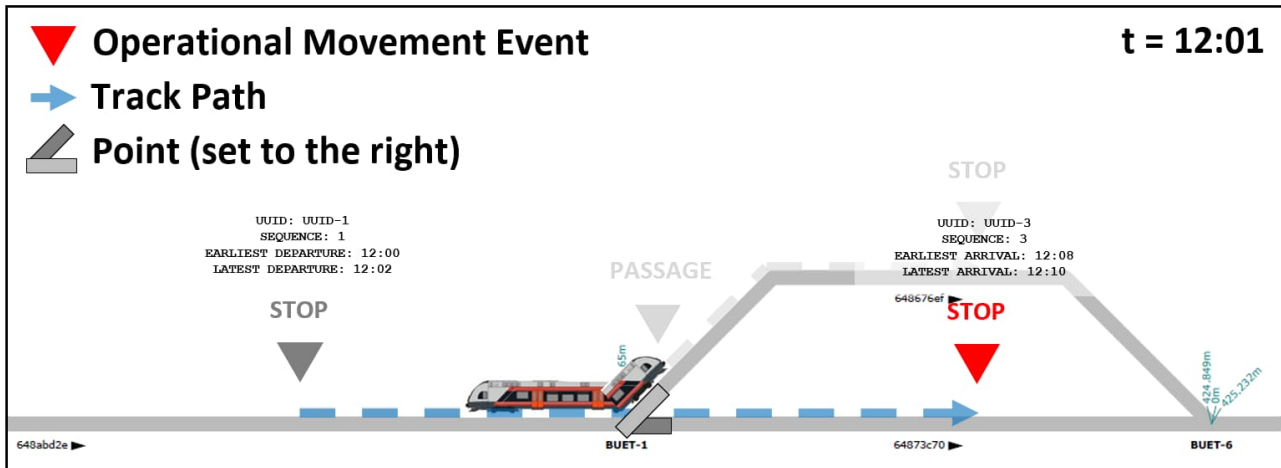 Operational Movement Event
t = 12:01
Track Path
Point (set to the right)
STOP
UUID: UUID-1
SEQUENCE: 1
EARLIEST DEPARTURE: 12:00
LATEST DEPARTURE: 12:02
UUID: UUID-3
SEQUENCE: 3
EARLIEST ARRIVAL: 12:08
LATEST ARRIVAL: 12:10
PASSAGE
STOP
648676ef
STOP
65m
424.849m
0m
425.232m
648abd2e
BUET-1
64873c70
BUET-6